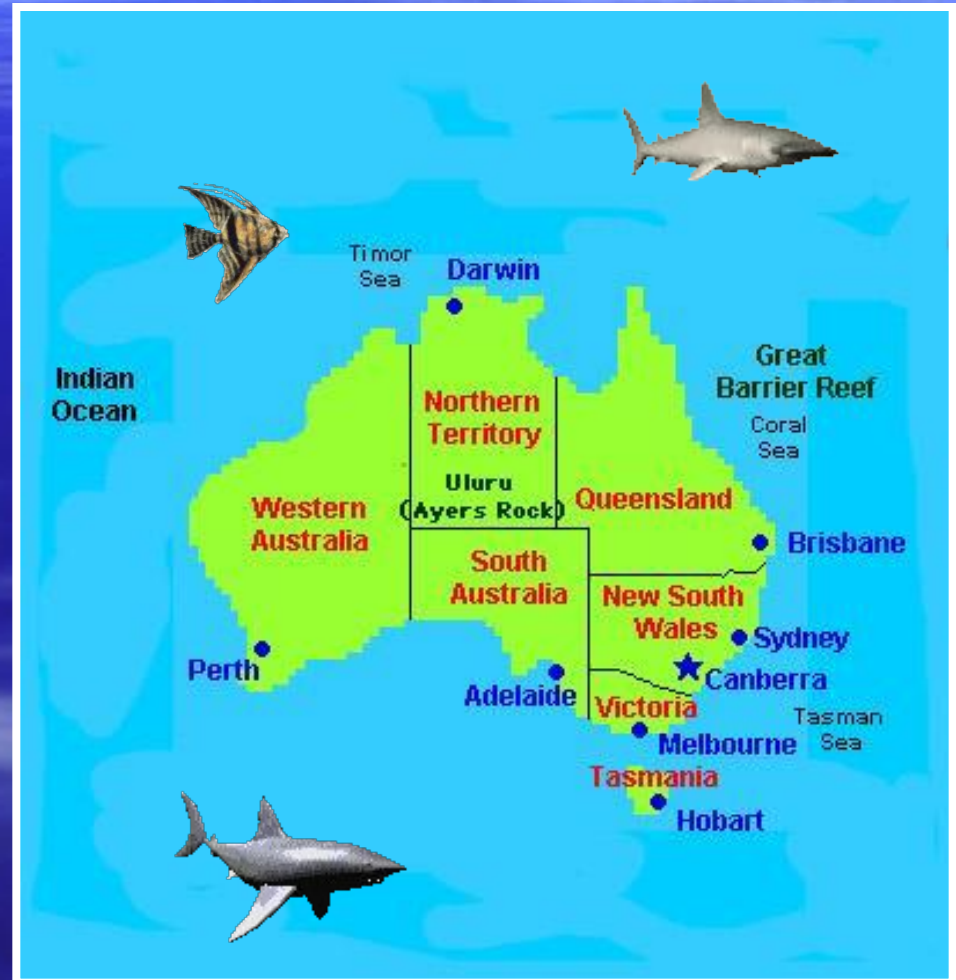 Timor
Sea
Darwin
Indian
Ocean
Great
Barrier Reef
Coral
Sea
Northern
Territory
Uluru
(Ayers Rock)
Western
Australia
Queensland
South
Australia
Brisbane
New South
Wales
Sydney
Perth
Adelaide
Canberra
Victoria
Tasman
Sea
Melbourne
Tasmania
Hobart